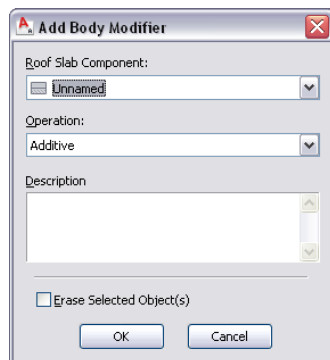 Add Body Modifier
Roof Slab Component:
Unnamed
Operation:
Additive
Description
Erase Selected Object(s)
OK
Cancel